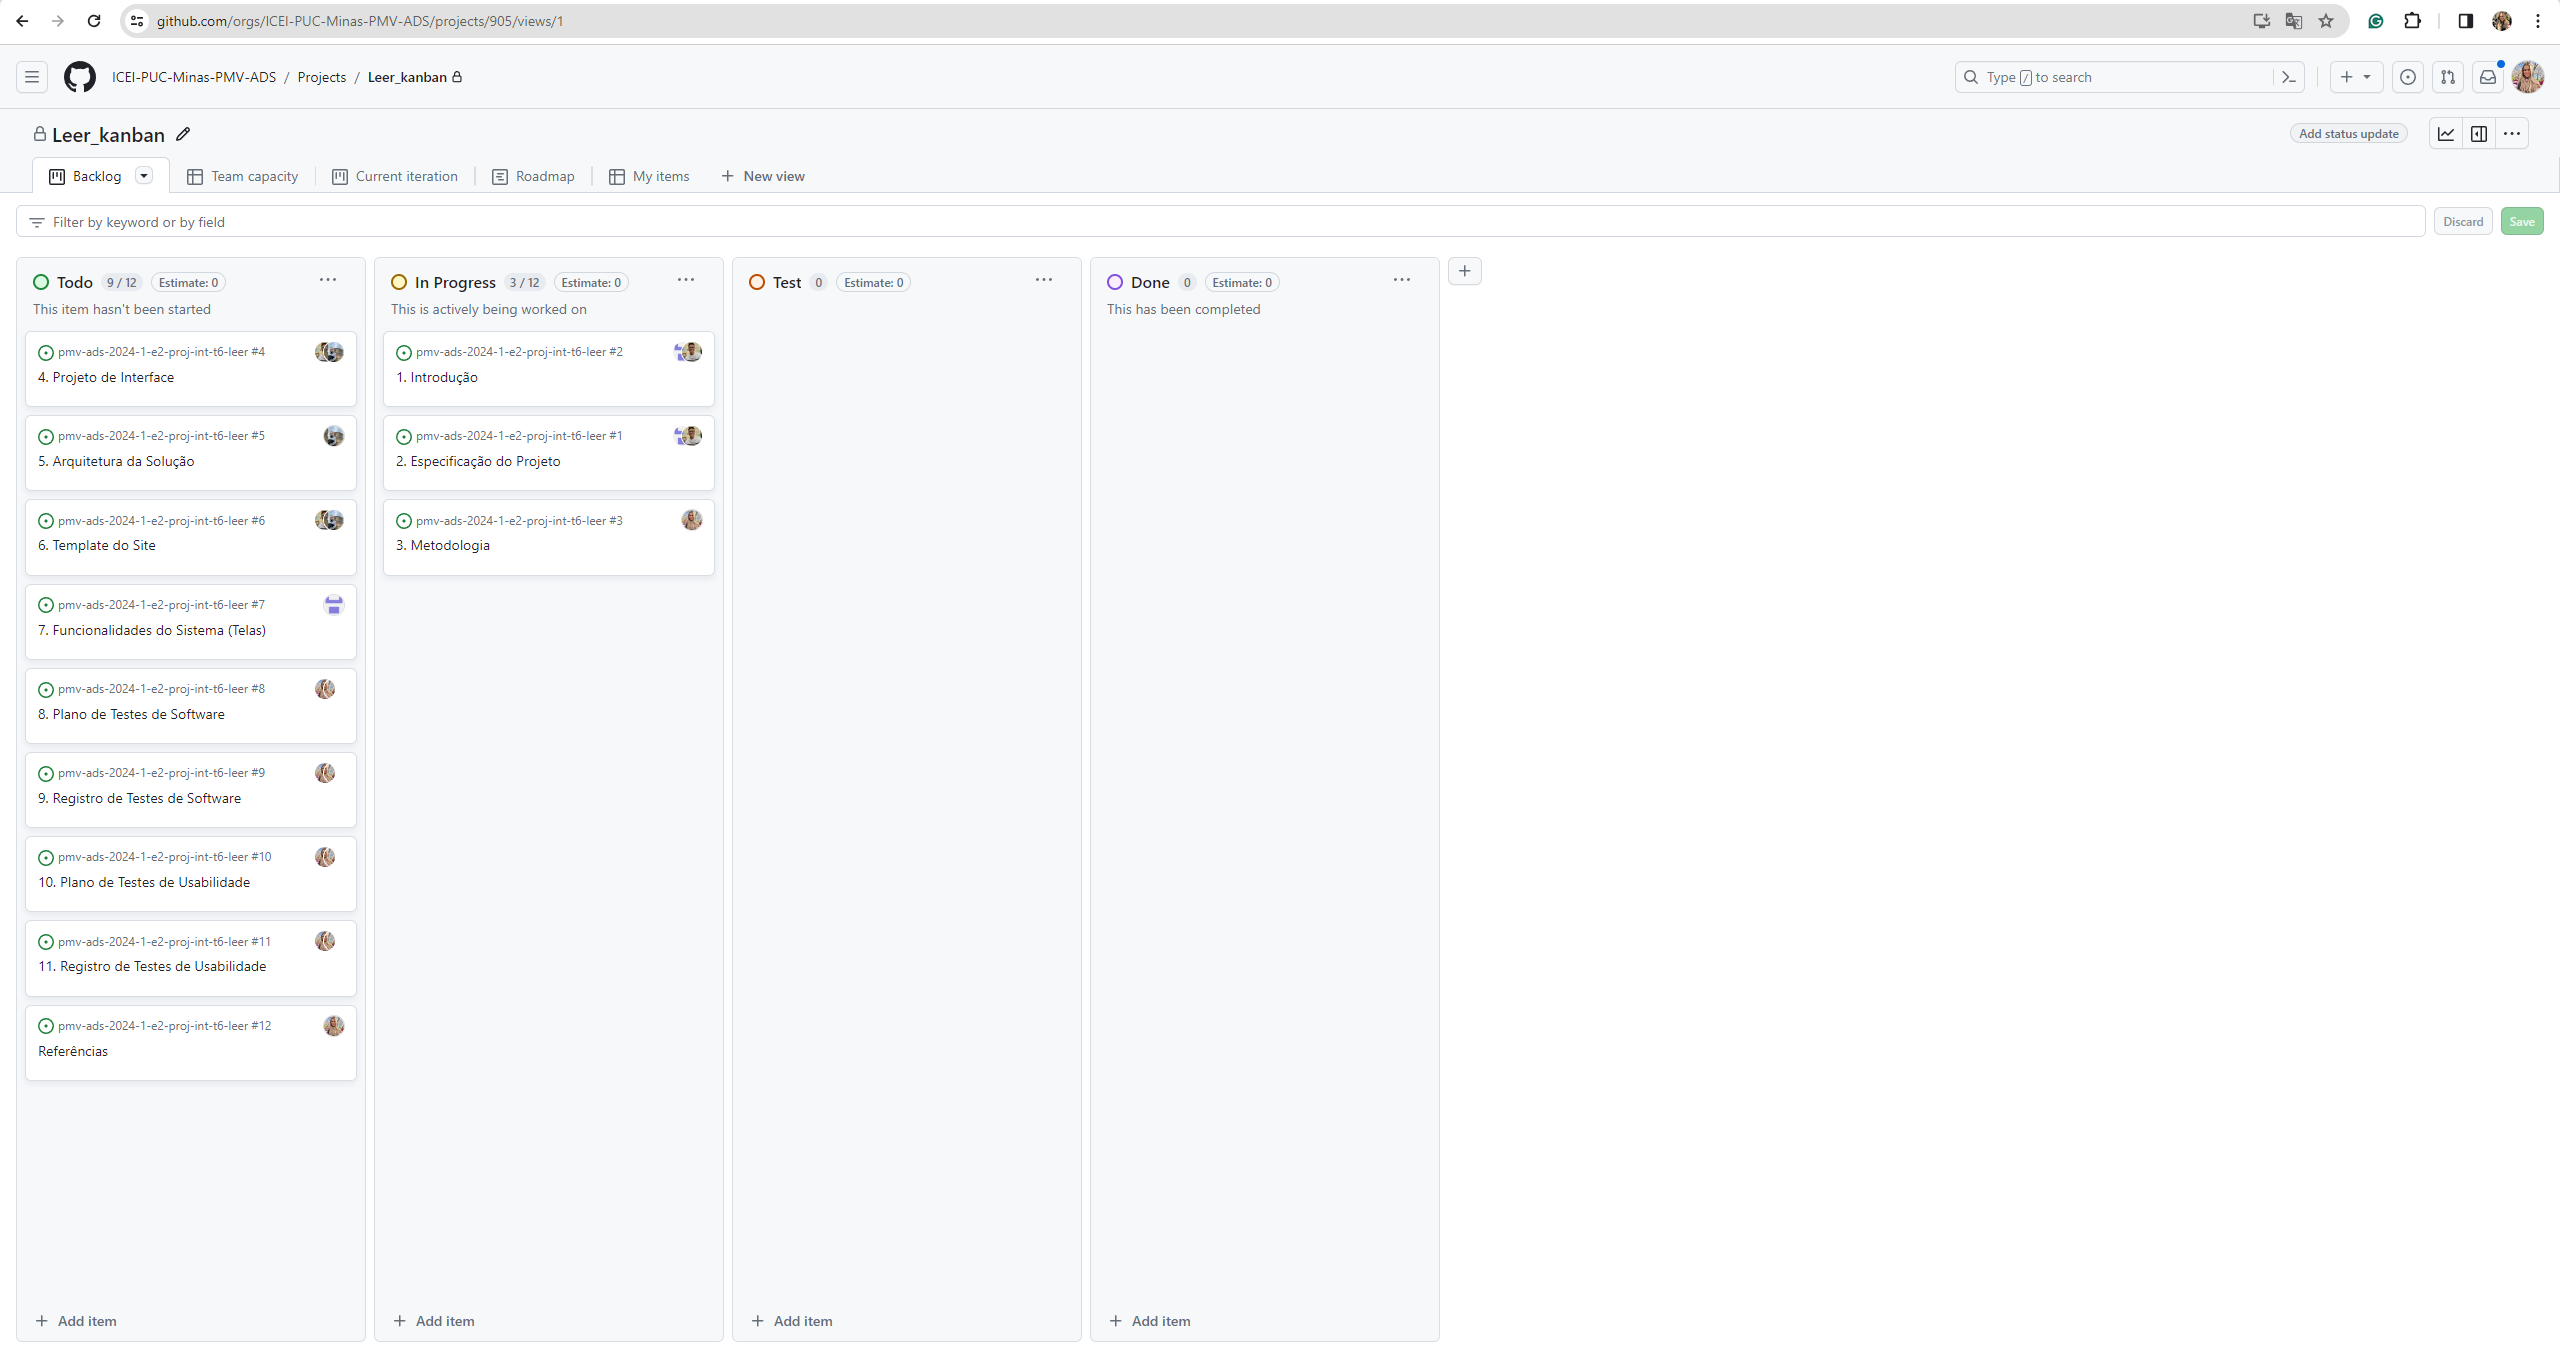 github.com/orgs/ICEI-PUC-Minas-PMV-ADS/projects/905/views/1
ICEI-PUC-Minas-PMV-ADS / Projects / Leer_kanban
Type / to search
Leer_kanban
Add status update
Backlog
Team capacity
Current iteration
Roadmap
My items
New view
Filter by keyword or by field
Discard
Save
Todo 9 / 12 Estimate: 0
This item hasn't been started
pmv-ads-2024-1-e2-proj-int-t6-leer #4
4. Projeto de Interface
pmv-ads-2024-1-e2-proj-int-t6-leer #5
5. Arquitetura da Solução
pmv-ads-2024-1-e2-proj-int-t6-leer #6
6. Template do Site
pmv-ads-2024-1-e2-proj-int-t6-leer #7
7. Funcionalidades do Sistema (Telas)
pmv-ads-2024-1-e2-proj-int-t6-leer #8
8. Plano de Testes de Software
pmv-ads-2024-1-e2-proj-int-t6-leer #9
9. Registro de Testes de Software
pmv-ads-2024-1-e2-proj-int-t6-leer #10
10. Plano de Testes de Usabilidade
pmv-ads-2024-1-e2-proj-int-t6-leer #11
11. Registro de Testes de Usabilidade
pmv-ads-2024-1-e2-proj-int-t6-leer #12
Referências
Add item
In Progress 3 / 12 Estimate: 0
This is actively being worked on
pmv-ads-2024-1-e2-proj-int-t6-leer #2
1. Introdução
pmv-ads-2024-1-e2-proj-int-t6-leer #1
2. Especificação do Projeto
pmv-ads-2024-1-e2-proj-int-t6-leer #3
3. Metodologia
Add item
Test 0 Estimate: 0
Add item
Done 0 Estimate: 0
This has been completed
Add item